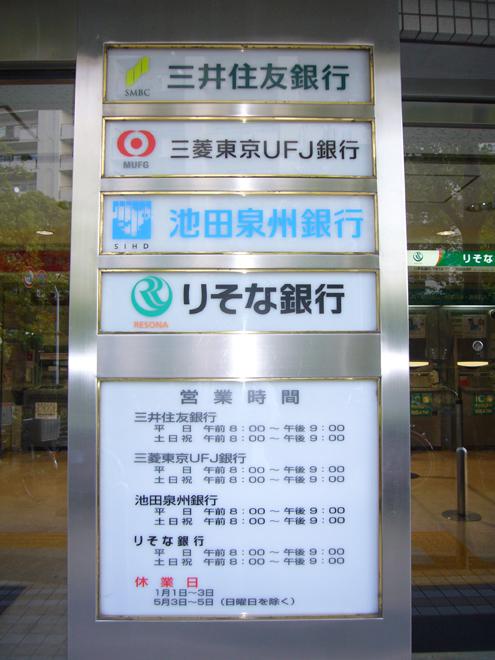 SMBC 三井住友銀行
MUFG 三菱東京UFJ銀行
SIHD 池田泉州銀行
RESONA りそな銀行
りそな
営業時間
三井住友銀行
平　日　午前 8：00 〜 午後 9：00
土日祝　午前 8：00 〜 午後 9：00
三菱東京UFJ銀行
平　日　午前 8：00 〜 午後 9：00
土日祝　午前 8：00 〜 午後 9：00
池田泉州銀行
平　日　午前 8：00 〜 午後 9：00
土日祝　午前 8：00 〜 午後 9：00
りそな銀行
平　日　午前 8：00 〜 午後 9：00
土日祝　午前 8：00 〜 午後 9：00
休業日
1月1日〜3日
5月3日〜5日（日曜日を除く）